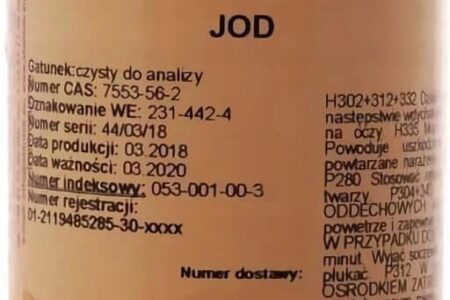 JOD
Gatunek:czysty do analizy
Numer CAS: 7553-56-2
Oznakowanie WE: 231-442-4
Numer serii: 44/03/18
Data produkcji: 03.2018
Data ważności: 03.2020
Numer indeksowy: 053-001-00-3
Numer rejestracji:
01-2119485285-30-xxxx
Numer dostawy:
H302+312+332
następstwie
na oczy H335
Powoduje
powtarzane
P280 Stosować
twarzy P304+34
ODDECHOWYCH
powietrze i
W PRZYPADKU DO
minut. Wyjąć
płukać. P312 W
OŚRODKIEM